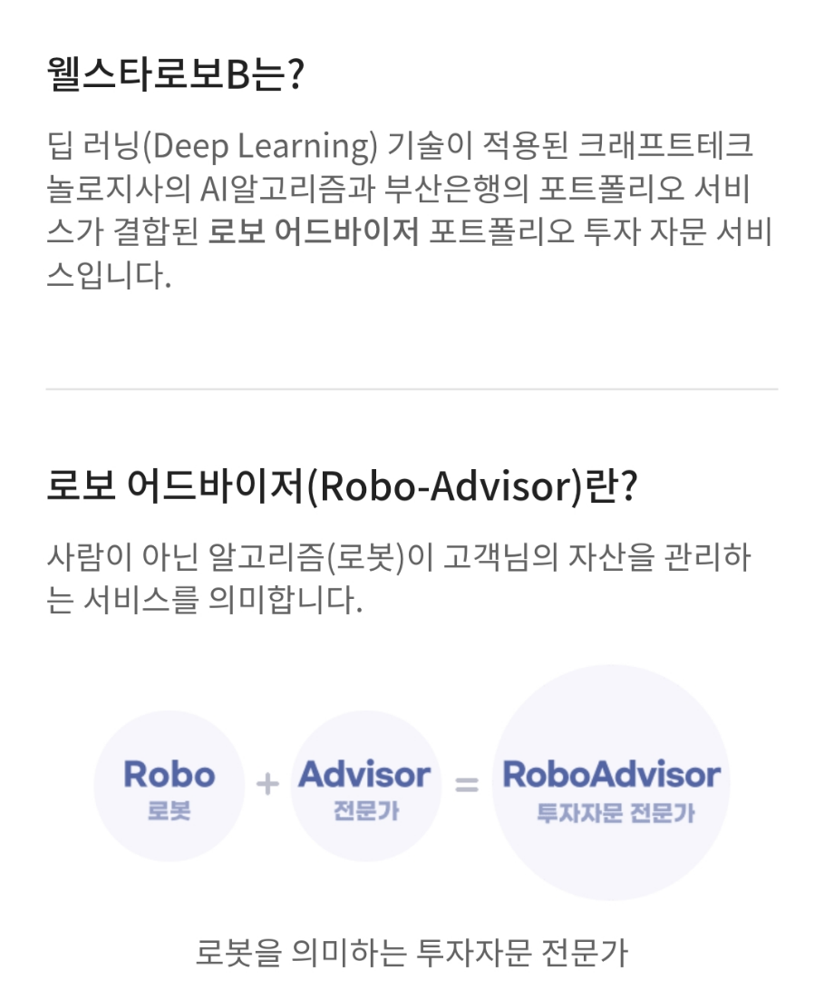 웰스타로보B는?
딥 러닝(Deep Learning) 기술이 적용된 크래프트테크
놀로지사의 AI알고리즘과 부산은행의 포트폴리오 서비
스가 결합된 로보 어드바이저 포트폴리오 투자 자문 서비
스입니다.
로보 어드바이저(Robo-Advisor)란?
사람이 아닌 알고리즘(로봇)이 고객님의 자산을 관리하
는 서비스를 의미합니다.
Robo + Advisor = RoboAdvisor
로봇 전문가 투자자문 전문가
로봇을 의미하는 투자자문 전문가